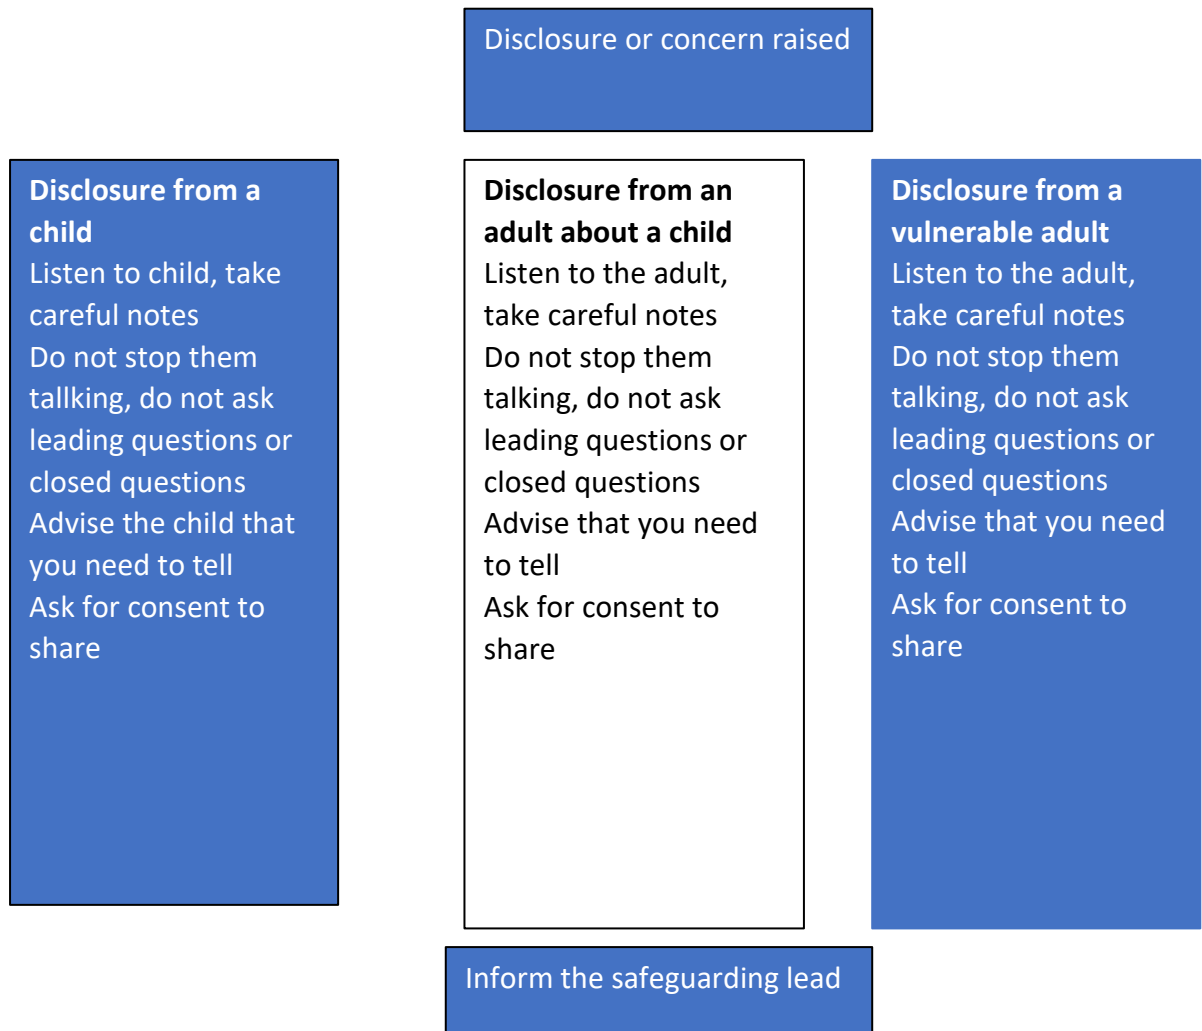 Disclosure or concern raised
Disclosure from a
child
Listen to child, take
careful notes
Do not stop them
tallking, do not ask
leading questions or
closed questions
Advise the child that
you need to tell
Ask for consent to
share
Disclosure from an
adult about a child
Listen to the adult,
take careful notes
Do not stop them
talking, do not ask
leading questions or
closed questions
Advise that you need
to tell
Ask for consent to
share
Disclosure from a
vulnerable adult
Listen to the adult,
take careful notes
Do not stop them
talking, do not ask
leading questions or
closed questions
Advise that you need
to tell
Ask for consent to
share
Inform the safeguarding lead